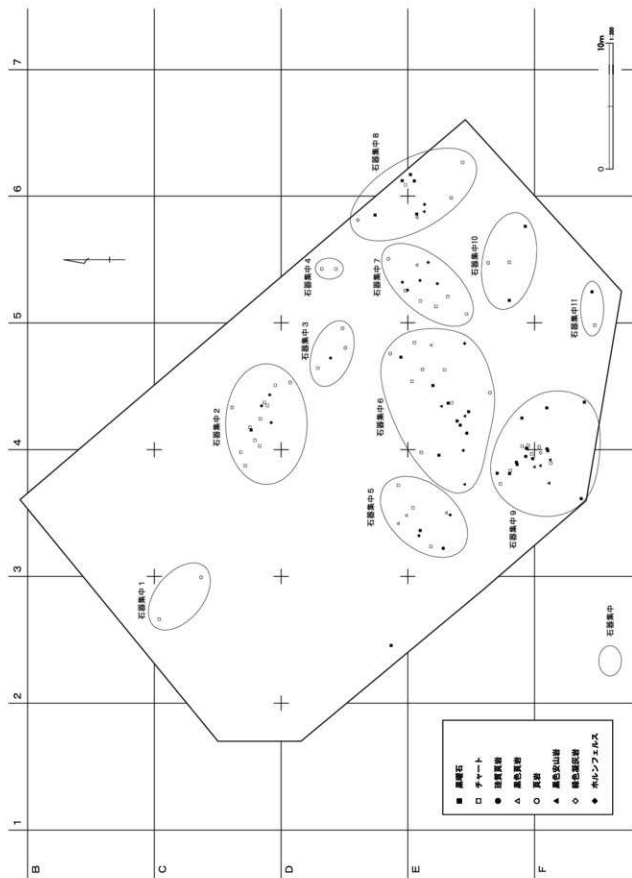 1 2 3 4 5 6 7
B
C
D
E
F
石器集中1
石器集中2
石器集中3
石器集中4
石器集中5
石器集中6
石器集中7
石器集中8
石器集中9
石器集中10
石器集中11
石器集中
■ 黒曜石
□ チャート
● 珪質頁岩
△ 黒色頁岩
○ 頁岩
▲ 黒色安山岩
◇ 緑色凝灰岩
◆ ホルンフェルス
0 10m